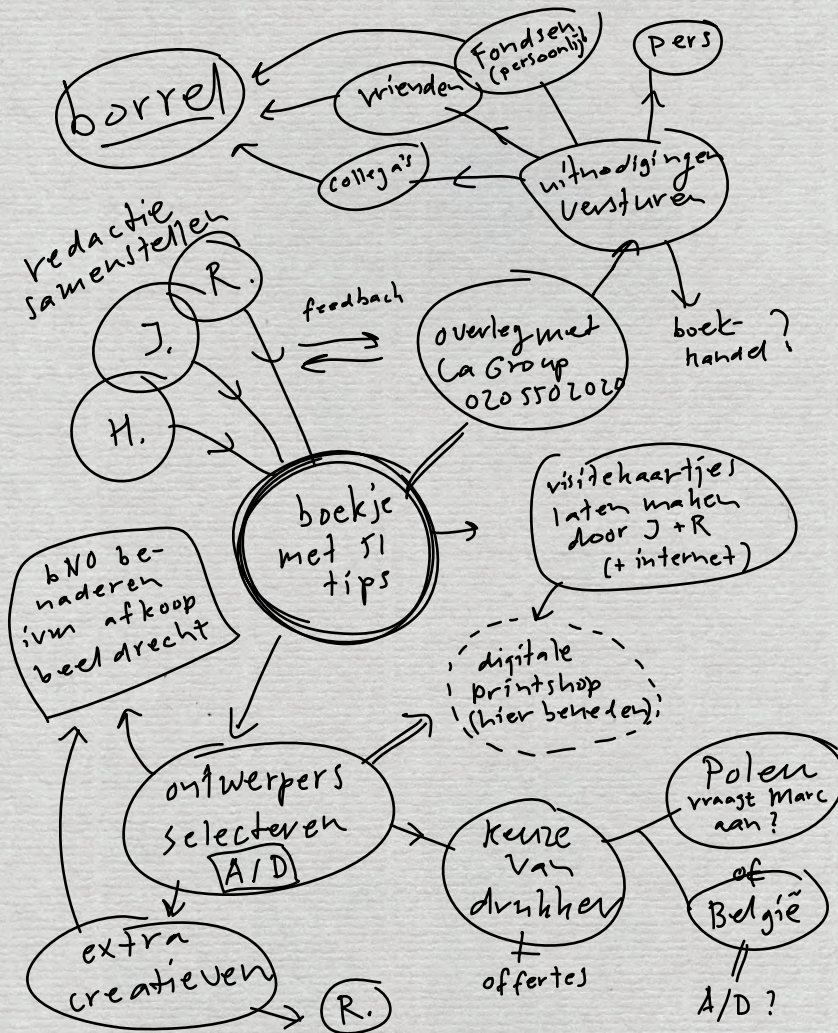 Fondsen
(persoonlijk
pers
vrienden
borrel
collega's
uitnodigingen
versturen
redactie
samenstellen
R.
J.
H.
feedback
overleg met
Ca Group
020 5502020
boek-
handel?
boekje
met 51
tips
visitekaartjes
laten maken
door J + R
(+ internet)
bNO be-
naderen
ivm afkoop
beeldrecht
digitale
printshop
(hier beneden)
ontwerpers
selecteren
A/D
keuze
van
drukker
offertes
Polen
vraagt Marc
aan?
of
België
A/D?
extra
creatieven
R.